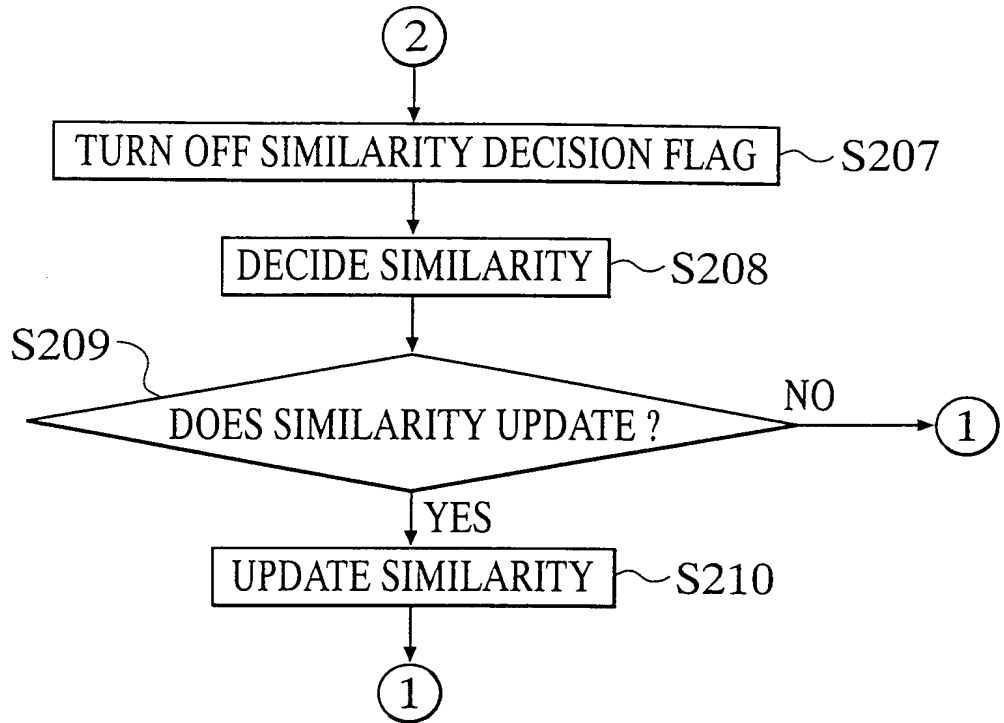 2
TURN OFF SIMILARITY DECISION FLAG
S207
DECIDE SIMILARITY
S208
S209
DOES SIMILARITY UPDATE ?
NO
1
YES
UPDATE SIMILARITY
S210
1